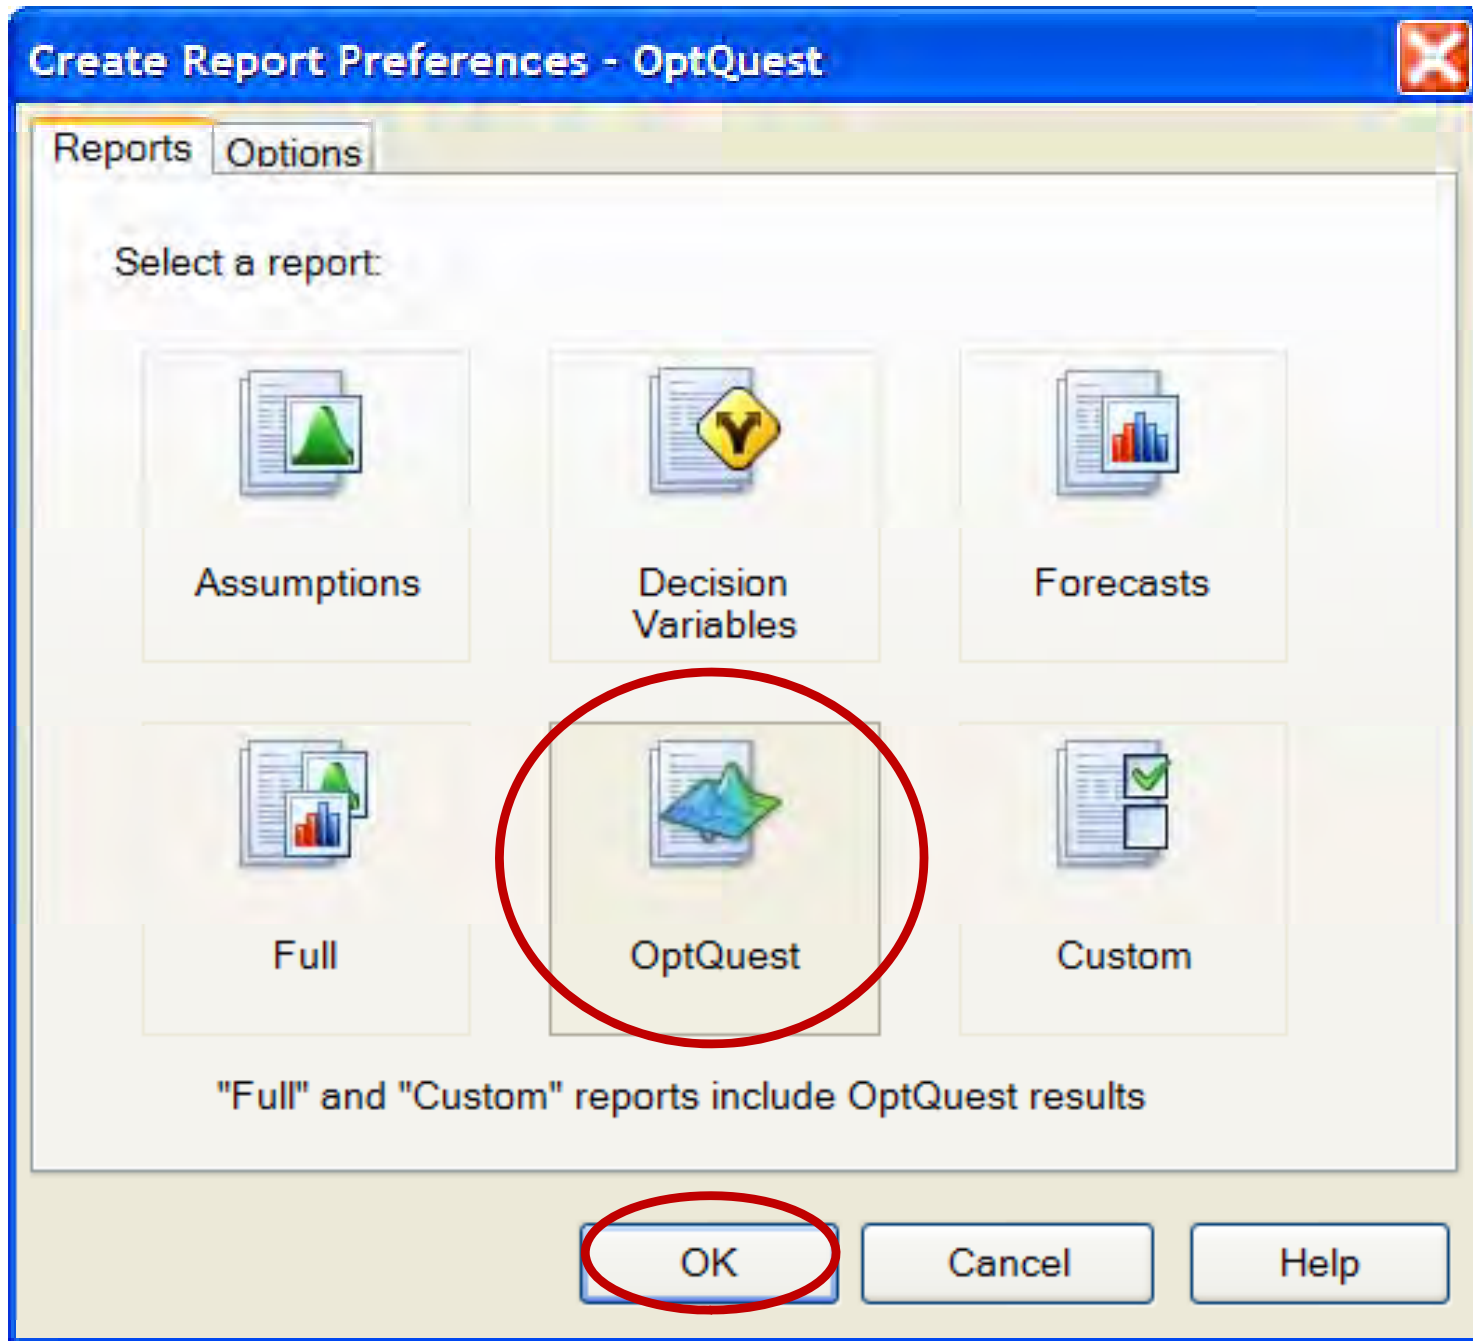 Create Report Preferences - OptQuest
Reports Options
Select a report:
Assumptions
Decision
Variables
Forecasts
Full
OptQuest
Custom
"Full" and "Custom" reports include OptQuest results
OK Cancel Help